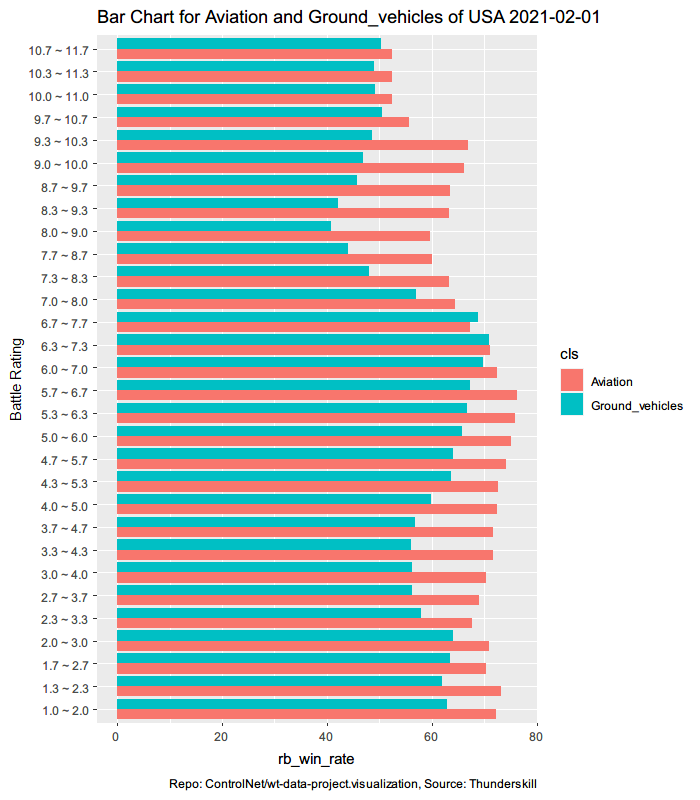 Bar Chart for Aviation and Ground_vehicles of USA 2021-02-01
Battle Rating
10.7 ~ 11.7
10.3 ~ 11.3
10.0 ~ 11.0
9.7 ~ 10.7
9.3 ~ 10.3
9.0 ~ 10.0
8.7 ~ 9.7
8.3 ~ 9.3
8.0 ~ 9.0
7.7 ~ 8.7
7.3 ~ 8.3
7.0 ~ 8.0
6.7 ~ 7.7
6.3 ~ 7.3
6.0 ~ 7.0
5.7 ~ 6.7
5.3 ~ 6.3
5.0 ~ 6.0
4.7 ~ 5.7
4.3 ~ 5.3
4.0 ~ 5.0
3.7 ~ 4.7
3.3 ~ 4.3
3.0 ~ 4.0
2.7 ~ 3.7
2.3 ~ 3.3
2.0 ~ 3.0
1.7 ~ 2.7
1.3 ~ 2.3
1.0 ~ 2.0
0 20 40 60 80
rb_win_rate
cls
Aviation
Ground_vehicles
Repo: ControlNet/wt-data-project.visualization, Source: Thunderskill